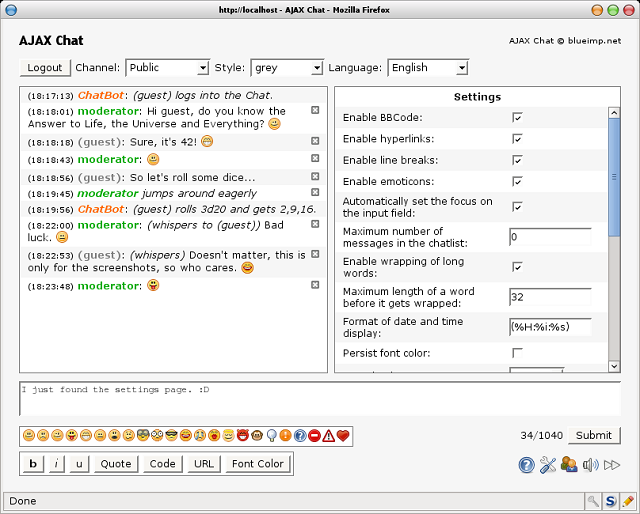 http://localhost - AJAX Chat - Mozilla Firefox
AJAX Chat
AJAX Chat © blueimp.net
Logout Channel: Public Style: grey Language: English
(18:17:13) ChatBot: (guest) logs into the Chat.
(18:18:01) moderator: Hi guest, do you know the
Answer to Life, the Universe and Everything?
(18:18:18) (guest): Sure, it's 42!
(18:18:43) moderator:
(18:18:56) (guest): So let's roll some dice...
(18:19:45) moderator jumps around eagerly
(18:19:56) ChatBot: (guest) rolls 3d20 and gets 2,9,16.
(18:22:00) moderator: (whispers to (guest)) Bad
luck.
(18:22:53) (guest): (whispers) Doesn't matter, this is
only for the screenshots, so who cares.
(18:23:48) moderator:
Settings
Enable BBCode:
Enable hyperlinks:
Enable line breaks:
Enable emoticons:
Automatically set the focus on
the input field:
Maximum number of
messages in the chatlist:
0
Enable wrapping of long
words:
Maximum length of a word
before it gets wrapped:
32
Format of date and time
display:
(%H:%i:%s)
Persist font color:
I just found the settings page. :D
34/1040 Submit
b i u Quote Code URL Font Color
Done